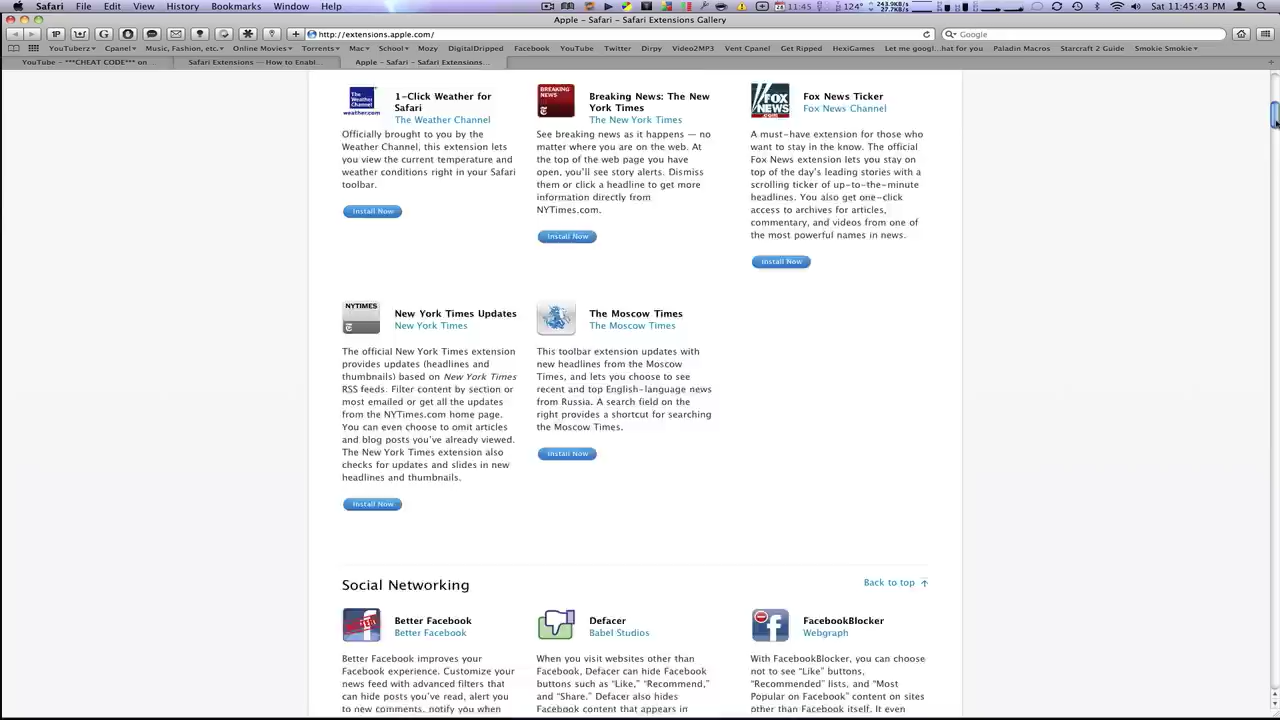 Safari File Edit View History Bookmarks Window Help
11:45 124° 243.9KB/s 27.7KB/s Sat 11:45:43 PM
Apple – Safari – Safari Extensions Gallery
http://extensions.apple.com/
Google
YouTuberz Cpanel Music, Fashion, etc. Online Movies Torrents Mac School Mozy DigitalDripped Facebook YouTube Twitter Dirpy Video2MP3 Vent Cpanel Get Ripped HexiGames Let me googl...hat for you Paladin Macros Starcraft 2 Guide Smokie Smokie
YouTube – ***CHEAT CODE*** on ...
Safari Extensions — How to Enabl...
Apple – Safari – Safari Extensions...
1-Click Weather for
Safari
The Weather Channel
Officially brought to you by the
Weather Channel, this extension lets
you view the current temperature and
weather conditions right in your Safari
toolbar.
Install Now
BREAKING
NEWS
Breaking News: The New
York Times
The New York Times
See breaking news as it happens — no
matter where you are on the web. At
the top of the web page you have
open, you'll see story alerts. Dismiss
them or click a headline to get more
information directly from
NYTimes.com.
Install Now
Fox News Ticker
Fox News Channel
A must-have extension for those who
want to stay in the know. The official
Fox News extension lets you stay on
top of the day's leading stories with a
scrolling ticker of up-to-the-minute
headlines. You also get one-click
access to archives for articles,
commentary, and videos from one of
the most powerful names in news.
Install Now
NYTIMES
New York Times Updates
New York Times
The official New York Times extension
provides updates (headlines and
thumbnails) based on New York Times
RSS feeds. Filter content by section or
most emailed or get all the updates
from the NYTimes.com home page.
You can even choose to omit articles
and blog posts you've already viewed.
The New York Times extension also
checks for updates and slides in new
headlines and thumbnails.
Install Now
The Moscow Times
The Moscow Times
This toolbar extension updates with
new headlines from the Moscow
Times, and lets you choose to see
recent and top English-language news
from Russia. A search field on the
right provides a shortcut for searching
the Moscow Times.
Install Now
Social Networking
Back to top
Better Facebook
Better Facebook
Better Facebook improves your
Facebook experience. Customize your
news feed with advanced filters that
can hide posts you've read, alert you
to new comments, notify you when
Defacer
Babel Studios
When you visit websites other than
Facebook, Defacer can hide Facebook
buttons such as “Like,” “Recommend,”
and “Share.” Defacer also hides
Facebook content that appears in
FacebookBlocker
Webgraph
With FacebookBlocker, you can choose
not to see “Like” buttons,
“Recommended” lists, and “Most
Popular on Facebook” content on sites
other than Facebook itself. It even